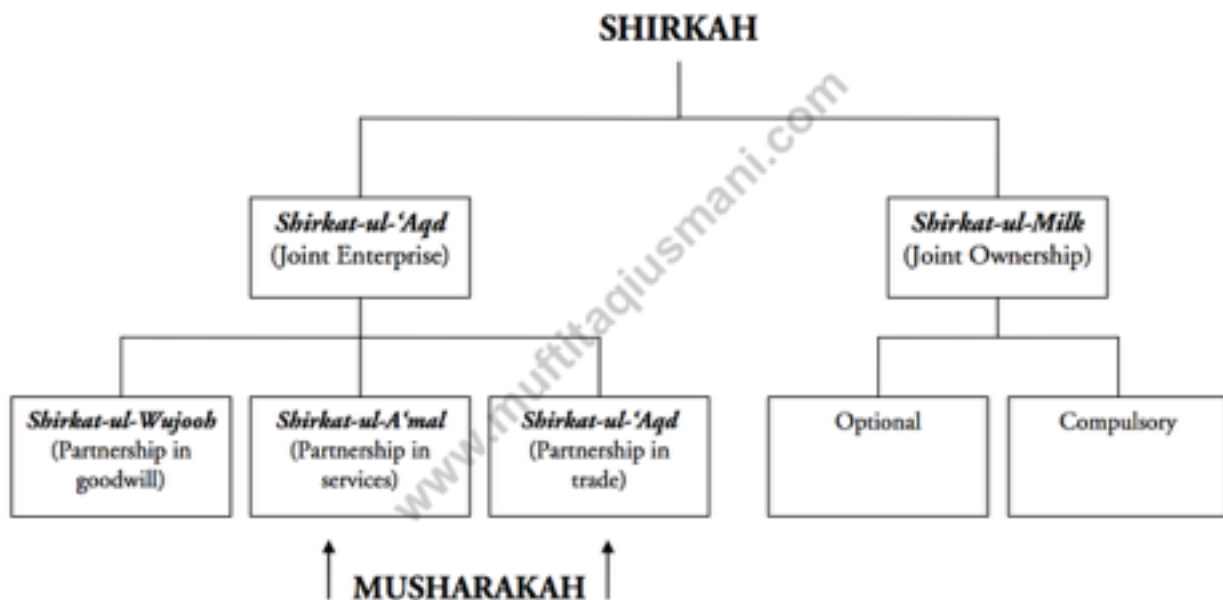 SHIRKAH
Shirkat-ul-‘Aqd
(Joint Enterprise)
Shirkat-ul-Milk
(Joint Ownership)
Shirkat-ul-Wujooh
(Partnership in
goodwill)
Shirkat-ul-A‘mal
(Partnership in
services)
Shirkat-ul-‘Aqd
(Partnership in
trade)
Optional
Compulsory
MUSHARAKAH
www.muftitaqiusmani.com